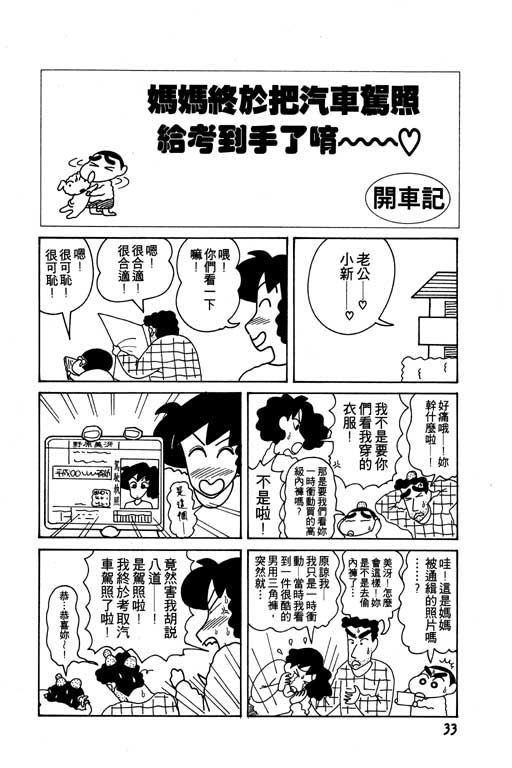 媽媽終於把汽車駕照
給考到手了唷~~~~♡
開車記
老公……♡
小新……♡
喂!
你們看一下
嘛!
嗯!
很合適!
很合適!
嗯!
很可恥!
很可恥!
好痛哦!妳
幹什麼啦!!
我不是要你
們看我穿的
衣服!
那是要我們看妳
一時衝動買的高
級內褲嗎?
不是啦!
是這個
野原美冴
駕駛執照
哇!這是媽媽
被通緝的照片嗎
……?
美冴!怎麼
會這樣!妳
是不是去偷
內褲了……
原諒我……
我只是一時衝
動…當時我看
到一件很酷的
男用三角褲,
突然就…
竟然害我胡說
八道!!
是駕照啦!
我終於考取汽
車駕照了啦!
恭…恭喜妳~!
33